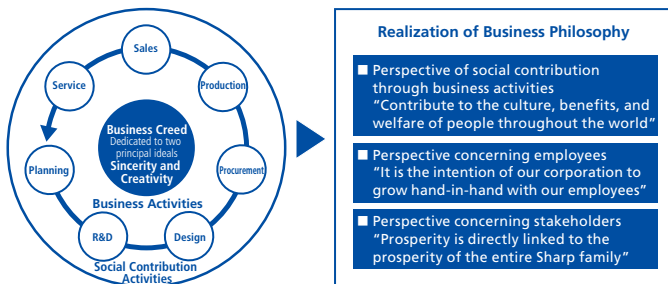 Sales
Service
Production
Business Creed
Dedicated to two
principal ideals
Sincerity and
Creativity
Planning
Procurement
Business Activities
R&D
Design
Social Contribution
Activities
Realization of Business Philosophy
■ Perspective of social contribution
through business activities
“Contribute to the culture, benefits, and
welfare of people throughout the world”
■ Perspective concerning employees
“It is the intention of our corporation to
grow hand-in-hand with our employees”
■ Perspective concerning stakeholders
“Prosperity is directly linked to the
prosperity of the entire Sharp family”